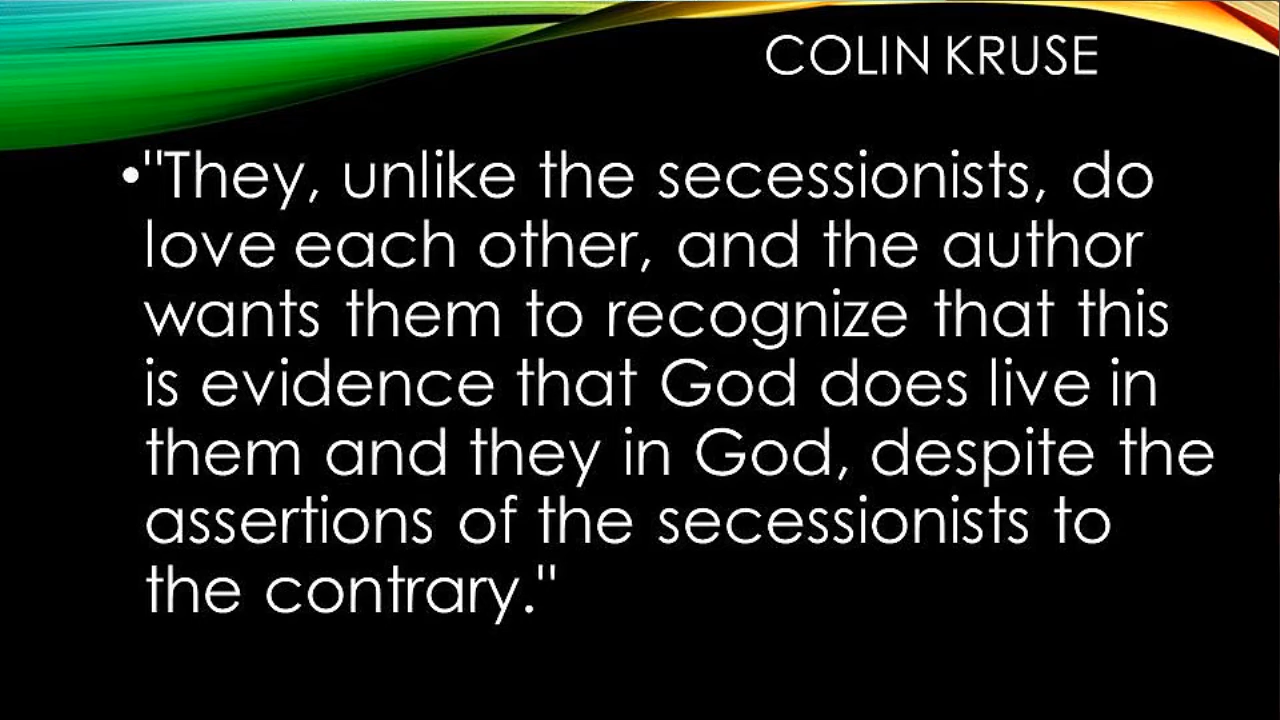 COLIN KRUSE
•"They, unlike the secessionists, do
love each other, and the author
wants them to recognize that this
is evidence that God does live in
them and they in God, despite the
assertions of the secessionists to
the contrary."